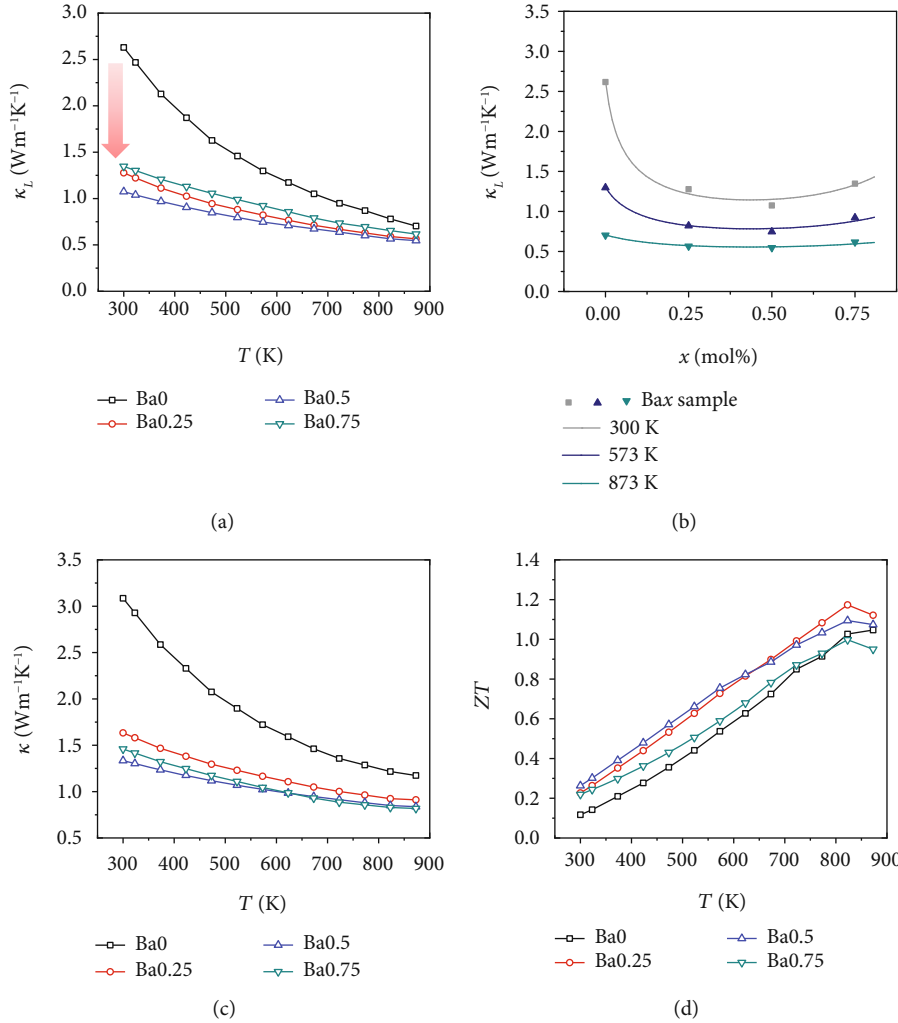 3.0
2.5
2.0
1.5
1.0
0.5
0.0
κL (Wm−1K−1)
300 400 500 600 700 800 900
T (K)
Ba0
Ba0.5
Ba0.25
Ba0.75
(a)
3.5
3.0
2.5
2.0
1.5
1.0
0.5
0.0
κL (Wm−1K−1)
0.00 0.25 0.50 0.75
x (mol%)
Bax sample
300 K
573 K
873 K
(b)
3.5
3.0
2.5
2.0
1.5
1.0
0.5
κ (Wm−1K−1)
300 400 500 600 700 800 900
T (K)
Ba0
Ba0.5
Ba0.25
Ba0.75
(c)
1.4
1.2
1.0
0.8
0.6
0.4
0.2
0.0
ZT
300 400 500 600 700 800 900
T (K)
Ba0
Ba0.5
Ba0.25
Ba0.75
(d)